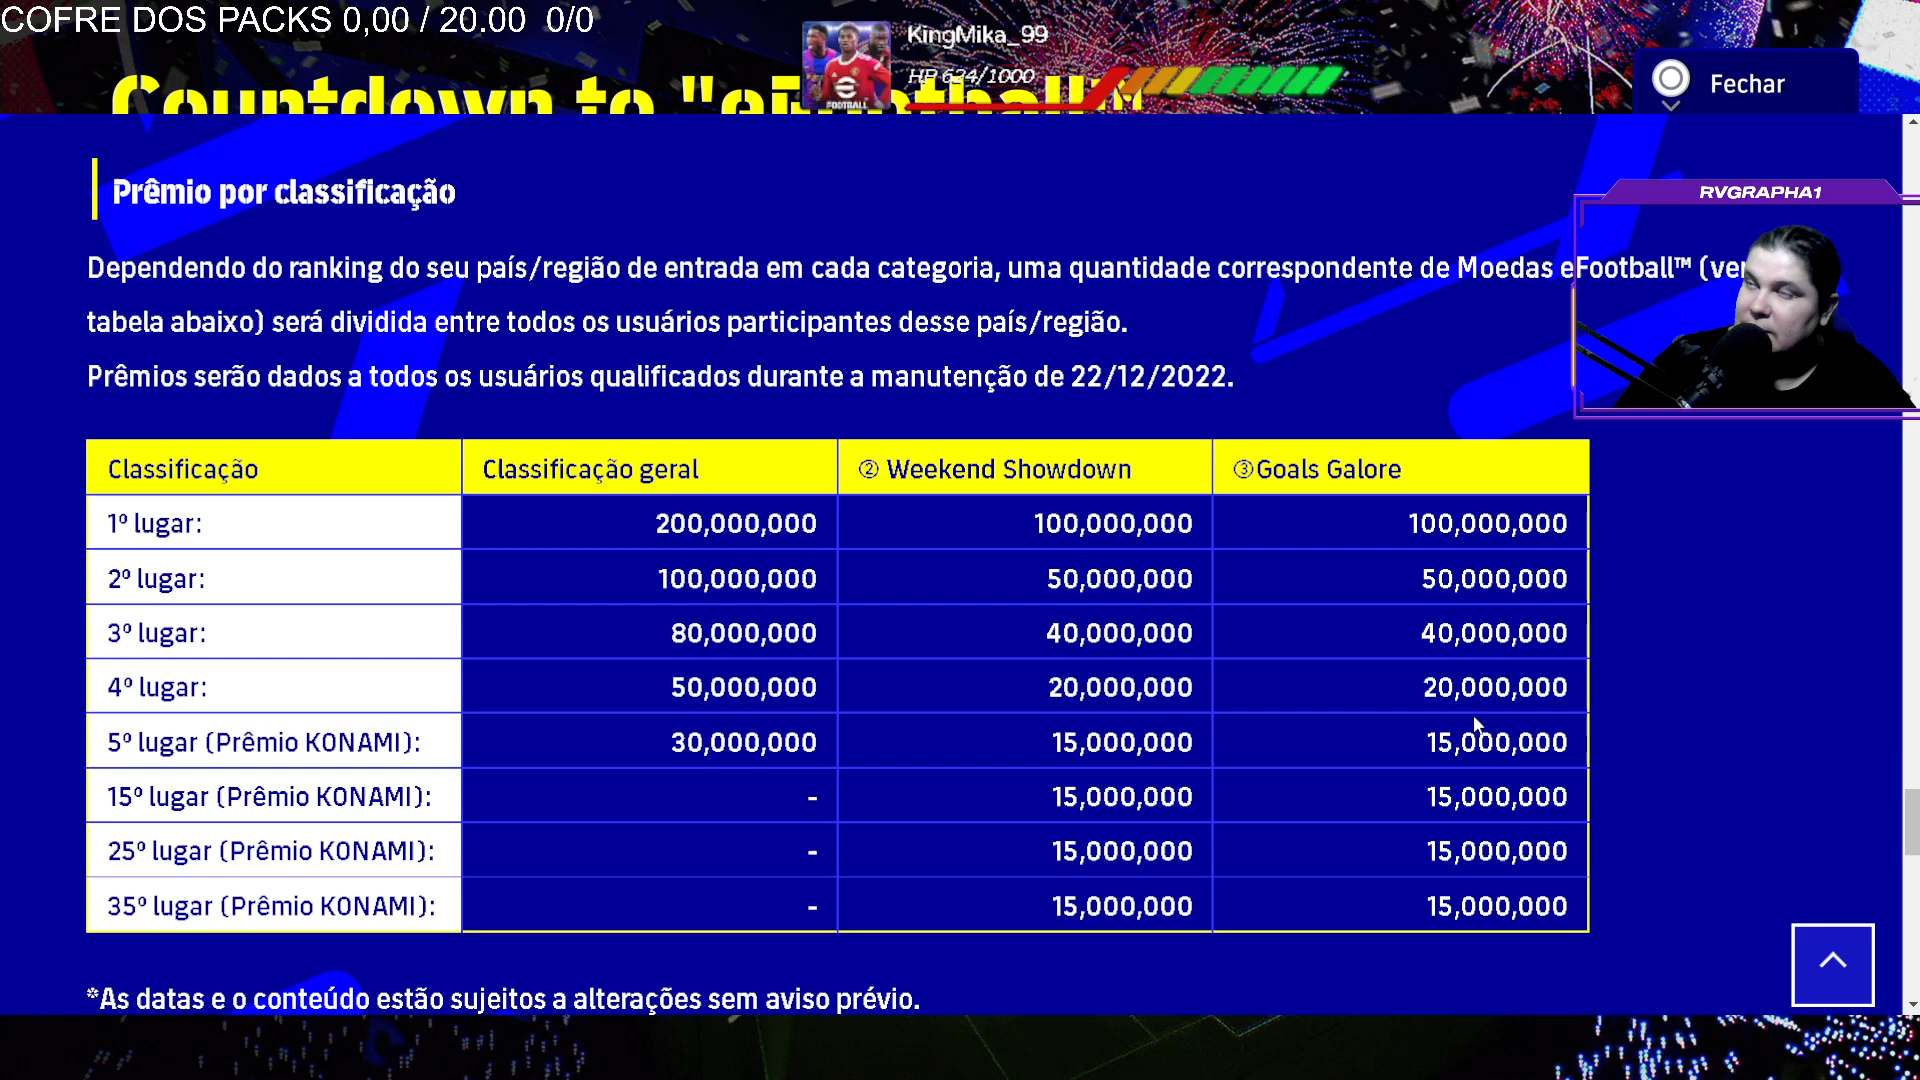 COFRE DOS PACKS 0,00 / 20.00 0/0
KingMika_99
HP 624/1000
FOOTBALL
Countdown to "eFootball"
Fechar
Prêmio por classificação
RVGRAPHA1
Dependendo do ranking do seu país/região de entrada em cada categoria, uma quantidade correspondente de Moedas eFootball™ (ver
tabela abaixo) será dividida entre todos os usuários participantes desse país/região.
Prêmios serão dados a todos os usuários qualificados durante a manutenção de 22/12/2022.
Classificação Classificação geral ② Weekend Showdown ③Goals Galore
1º lugar: 200,000,000 100,000,000 100,000,000
2º lugar: 100,000,000 50,000,000 50,000,000
3º lugar: 80,000,000 40,000,000 40,000,000
4º lugar: 50,000,000 20,000,000 20,000,000
5º lugar (Prêmio KONAMI): 30,000,000 15,000,000 15,000,000
15º lugar (Prêmio KONAMI): - 15,000,000 15,000,000
25º lugar (Prêmio KONAMI): - 15,000,000 15,000,000
35º lugar (Prêmio KONAMI): - 15,000,000 15,000,000
*As datas e o conteúdo estão sujeitos a alterações sem aviso prévio.